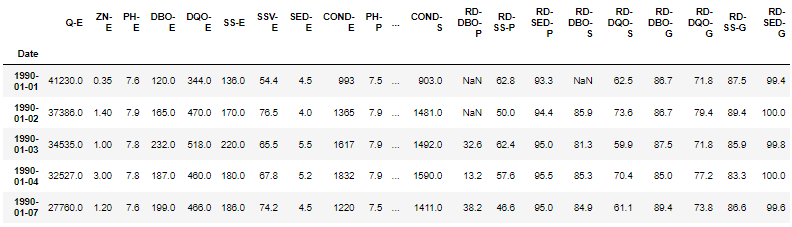 Q-E ZN-E PH-E DBO-E DQO-E SS-E SSV-E SED-E COND-E PH-P ... COND-S RD-DBO-P RD-SS-P RD-SED-P RD-DBO-S RD-DQO-S RD-DBO-G RD-DQO-G RD-SS-G RD-SED-G
Date
1990-01-01 41230.0 0.35 7.6 120.0 344.0 136.0 54.4 4.5 993 7.5 ... 903.0 NaN 62.8 93.3 NaN 62.5 86.7 71.8 87.5 99.4
1990-01-02 37386.0 1.40 7.9 165.0 470.0 170.0 76.5 4.0 1365 7.9 ... 1481.0 NaN 50.0 94.4 85.9 73.6 86.7 79.4 89.4 100.0
1990-01-03 34535.0 1.00 7.8 232.0 518.0 220.0 65.5 5.5 1617 7.9 ... 1492.0 32.6 62.4 95.0 81.3 59.9 87.5 71.8 85.9 99.8
1990-01-04 32527.0 3.00 7.8 187.0 460.0 180.0 67.8 5.2 1832 7.9 ... 1590.0 13.2 57.6 95.5 85.3 70.4 85.0 77.2 83.3 100.0
1990-01-07 27760.0 1.20 7.6 199.0 466.0 186.0 74.2 4.5 1220 7.5 ... 1411.0 38.2 46.6 95.0 84.9 61.1 89.4 73.8 86.6 99.6